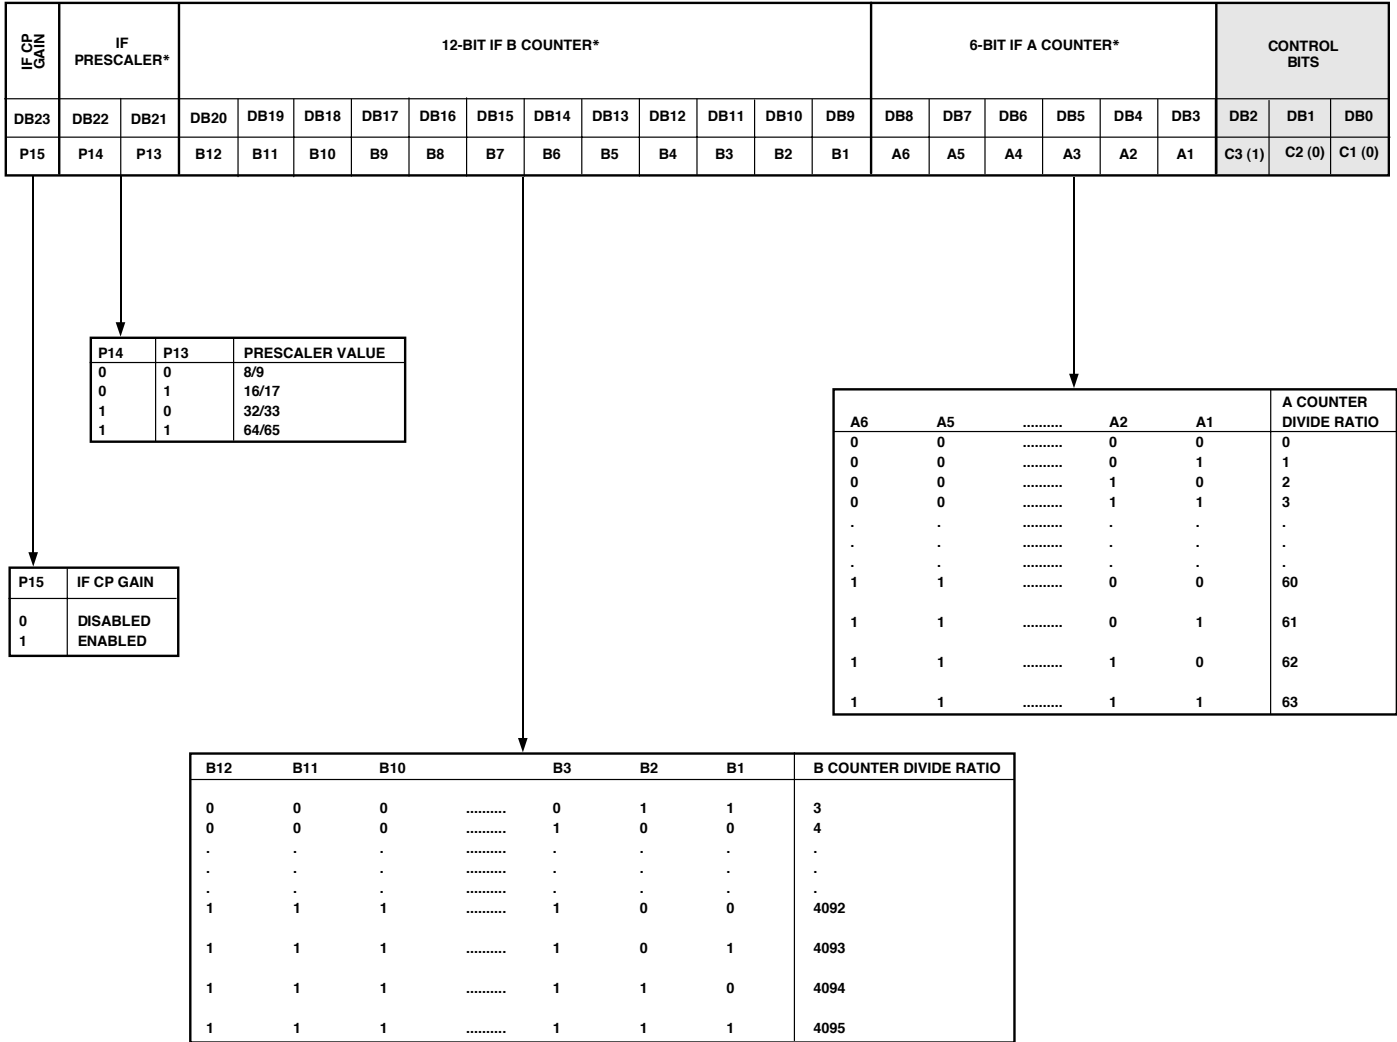 IF CP GAIN IF PRESCALER* 12-BIT IF B COUNTER* 6-BIT IF A COUNTER* CONTROL BITS
DB23 DB22 DB21 DB20 DB19 DB18 DB17 DB16 DB15 DB14 DB13 DB12 DB11 DB10 DB9 DB8 DB7 DB6 DB5 DB4 DB3 DB2 DB1 DB0
P15 P14 P13 B12 B11 B10 B9 B8 B7 B6 B5 B4 B3 B2 B1 A6 A5 A4 A3 A2 A1 C3 (1) C2 (0) C1 (0)
P14 P13 PRESCALER VALUE
0 0 8/9
0 1 16/17
1 0 32/33
1 1 64/65
A6 A5 .......... A2 A1 A COUNTER DIVIDE RATIO
0 0 .......... 0 0 0
0 0 .......... 0 1 1
0 0 .......... 1 0 2
0 0 .......... 1 1 3
. . .......... . . .
. . .......... . . .
. . .......... . . .
1 1 .......... 0 0 60
1 1 .......... 0 1 61
1 1 .......... 1 0 62
1 1 .......... 1 1 63
P15 IF CP GAIN
0 DISABLED
1 ENABLED
B12 B11 B10 B3 B2 B1 B COUNTER DIVIDE RATIO
0 0 0 .......... 0 1 1 3
0 0 0 .......... 1 0 0 4
. . . .......... . . . .
. . . .......... . . . .
. . . .......... . . . .
1 1 1 .......... 1 0 0 4092
1 1 1 .......... 1 0 1 4093
1 1 1 .......... 1 1 0 4094
1 1 1 .......... 1 1 1 4095